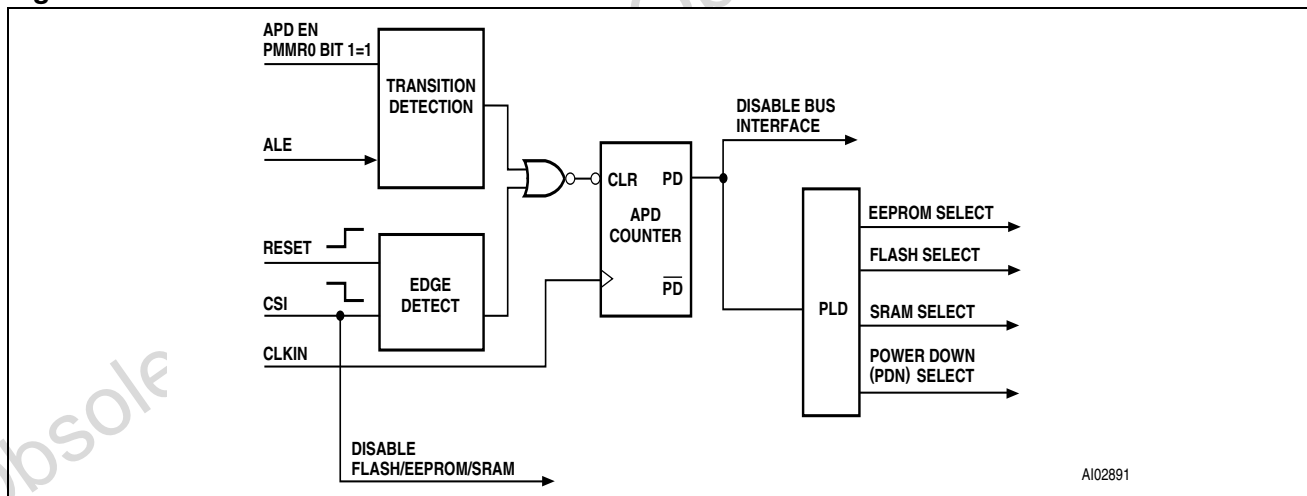 APD EN
PMMR0 BIT 1=1
TRANSITION
DETECTION
ALE
DISABLE BUS
INTERFACE
CLR
PD
APD
COUNTER
PD
RESET
CSI
EDGE
DETECT
CLKIN
PLD
EEPROM SELECT
FLASH SELECT
SRAM SELECT
POWER DOWN
(PDN) SELECT
DISABLE
FLASH/EEPROM/SRAM
AI02891